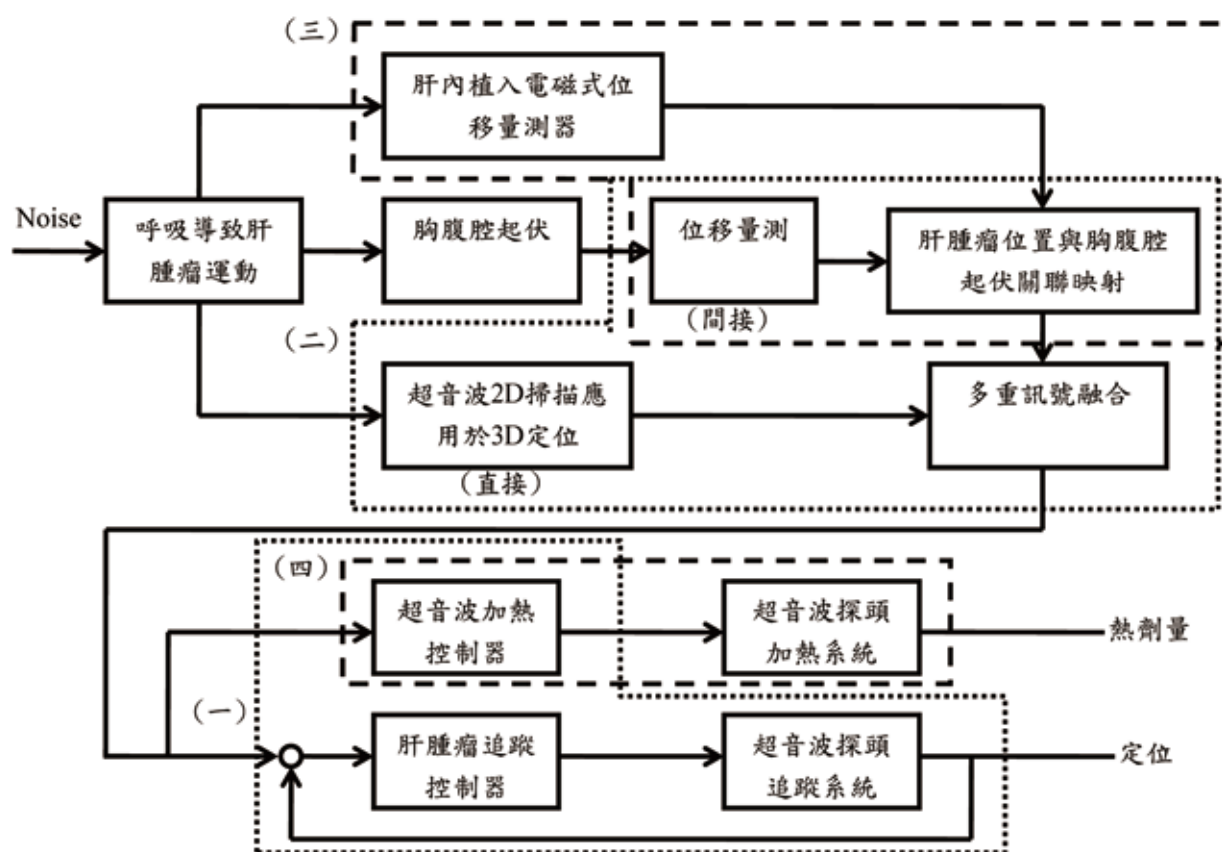 (三)
肝內植入電磁式位
移量測器
Noise
呼吸導致肝
腫瘤運動
胸腹腔起伏
位移量測
(間接)
肝腫瘤位置與胸腹腔
起伏關聯映射
(二)
超音波2D掃描應
用於3D定位
(直接)
多重訊號融合
(四)
超音波加熱
控制器
超音波探頭
加熱系統
熱劑量
(一)
肝腫瘤追蹤
控制器
超音波探頭
追蹤系統
定位